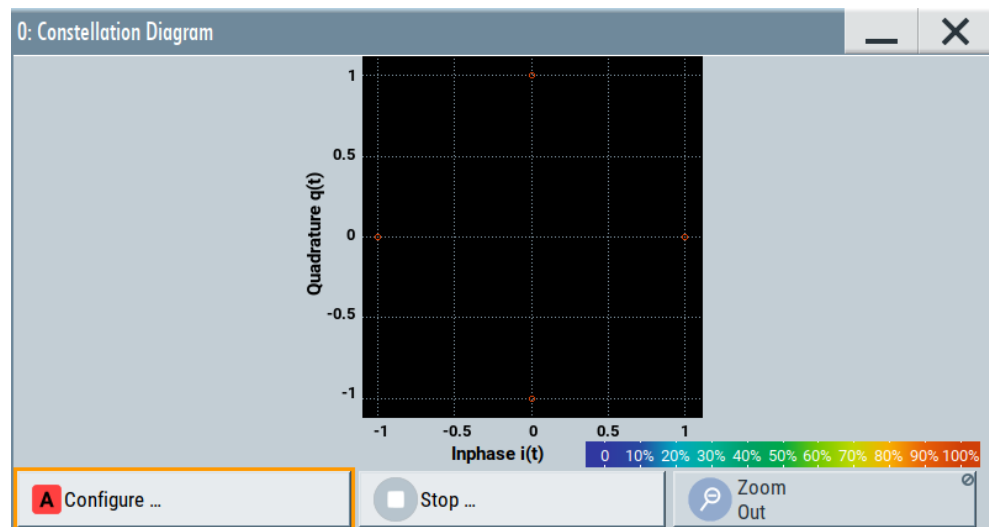 0: Constellation Diagram
1
0.5
0
-0.5
-1
Quadrature q(t)
-1 -0.5 0 0.5 1
Inphase i(t)
0 10% 20% 30% 40% 50% 60% 70% 80% 90% 100%
A Configure ...
Stop ...
Zoom
Out